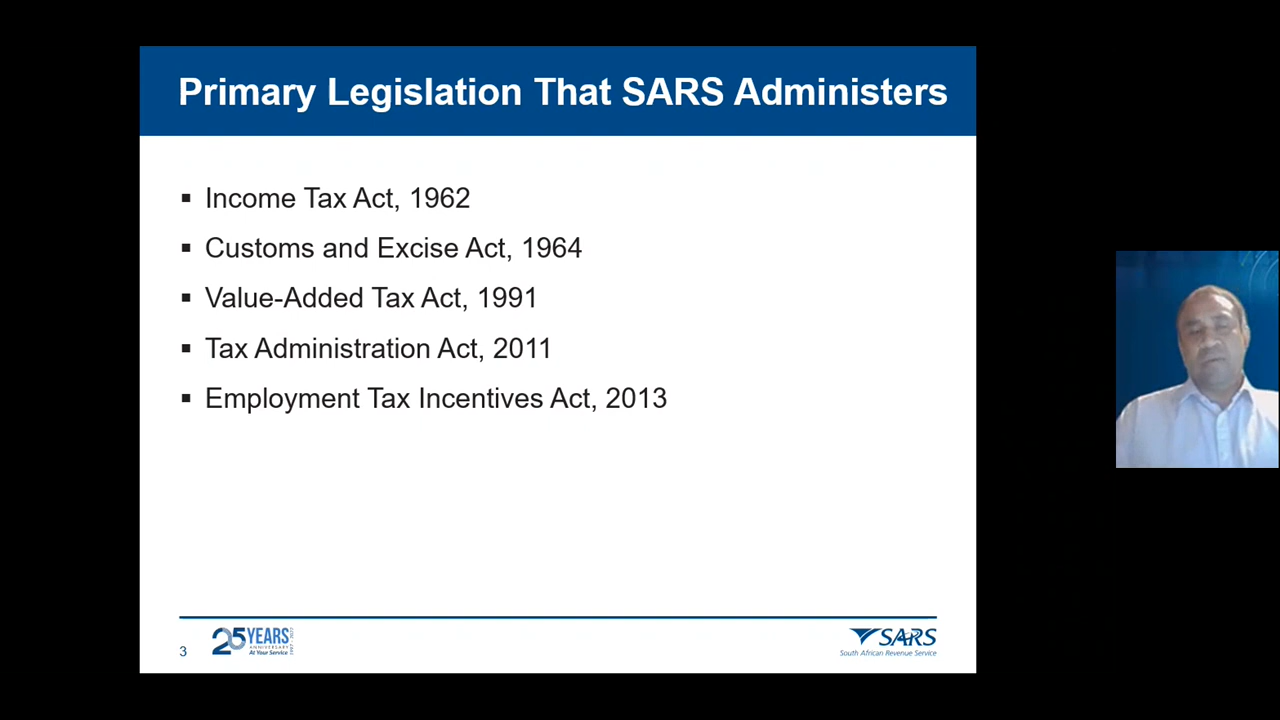 Primary Legislation That SARS Administers
▪ Income Tax Act, 1962
▪ Customs and Excise Act, 1964
▪ Value-Added Tax Act, 1991
▪ Tax Administration Act, 2011
▪ Employment Tax Incentives Act, 2013
3
25 YEARS
ANNIVERSARY
At Your Service
SARS
South African Revenue Service